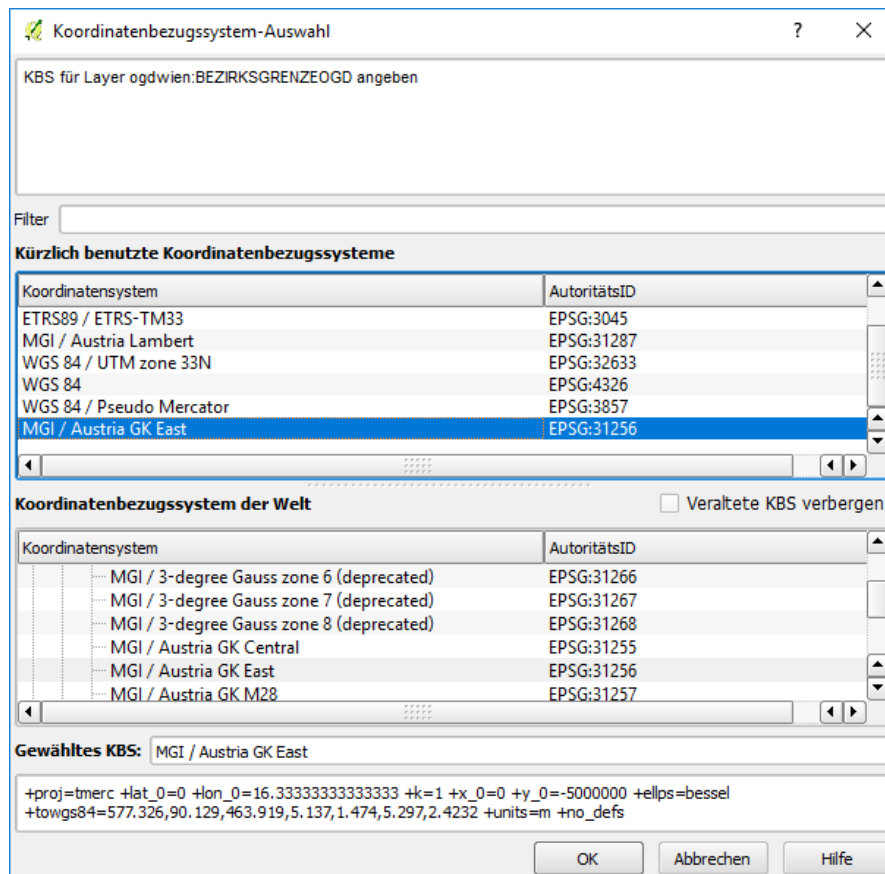 Koordinatenbezugssystem-Auswahl ?
KBS für Layer ogdwien:BEZIRKSGRENZEOGD angeben
Filter
Kürzlich benutzte Koordinatenbezugssysteme
Koordinatensystem AutoritätsID
ETRS89 / ETRS-TM33 EPSG:3045
MGI / Austria Lambert EPSG:31287
WGS 84 / UTM zone 33N EPSG:32633
WGS 84 EPSG:4326
WGS 84 / Pseudo Mercator EPSG:3857
MGI / Austria GK East EPSG:31256
Koordinatenbezugssystem der Welt Veraltete KBS verbergen
Koordinatensystem AutoritätsID
MGI / 3-degree Gauss zone 6 (deprecated) EPSG:31266
MGI / 3-degree Gauss zone 7 (deprecated) EPSG:31267
MGI / 3-degree Gauss zone 8 (deprecated) EPSG:31268
MGI / Austria GK Central EPSG:31255
MGI / Austria GK East EPSG:31256
MGI / Austria GK M28 EPSG:31257
Gewähltes KBS: MGI / Austria GK East
+proj=tmerc +lat_0=0 +lon_0=16.33333333333333 +k=1 +x_0=0 +y_0=-5000000 +ellps=bessel
+towgs84=577.326,90.129,463.919,5.137,1.474,5.297,2.4232 +units=m +no_defs
OK Abbrechen Hilfe